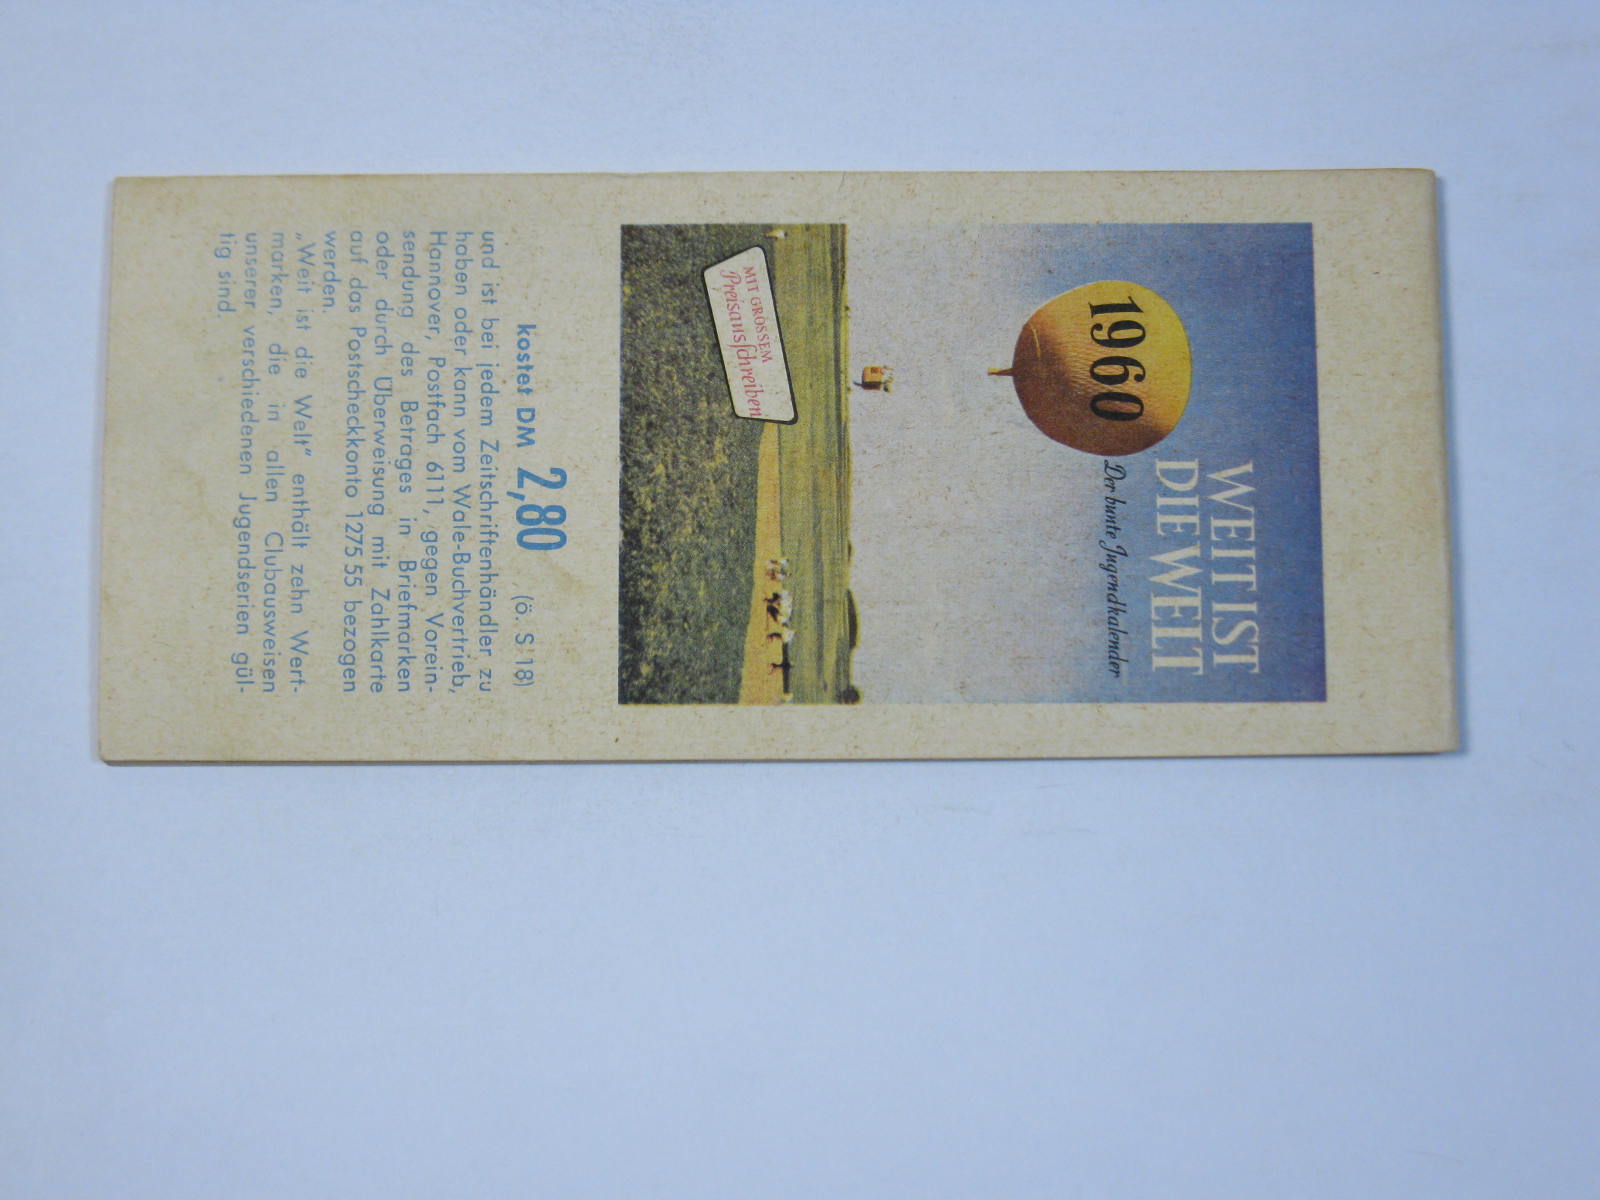 WEIT IST
DIE WELT
Der bunte Jugendkalender
1960
MIT GROSSEM
Preisausschreiben
kostet DM 2,80 (ö. S 18)
und ist bei jedem Zeitschriftenhändler zu
haben oder kann vom Wale-Buchvertrieb,
Hannover, Postfach 6111, gegen Vorein-
sendung des Betrages in Briefmarken
oder durch Überweisung mit Zahlkarte
auf das Postscheckkonto 1275 55 bezogen
werden.
„Weit ist die Welt“ enthält zehn Wert-
marken, die in allen Clubausweisen
unserer verschiedenen Jugendserien gül-
tig sind.